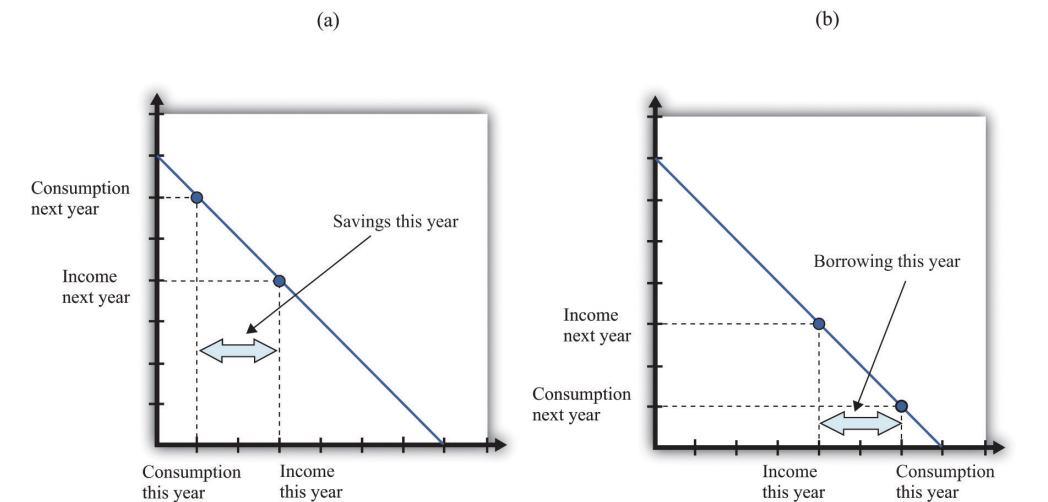 (a)
Consumption
next year
Savings this year
Income
next year
Consumption
this year
Income
this year
(b)
Borrowing this year
Income
next year
Consumption
next year
Income
this year
Consumption
this year